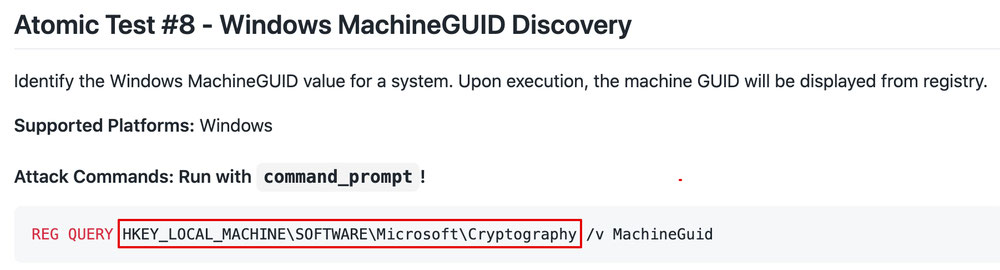 Atomic Test #8 - Windows MachineGUID Discovery
Identify the Windows MachineGUID value for a system. Upon execution, the machine GUID will be displayed from registry.
Supported Platforms: Windows
Attack Commands: Run with command_prompt!
REG QUERY HKEY_LOCAL_MACHINE\SOFTWARE\Microsoft\Cryptography /v MachineGuid